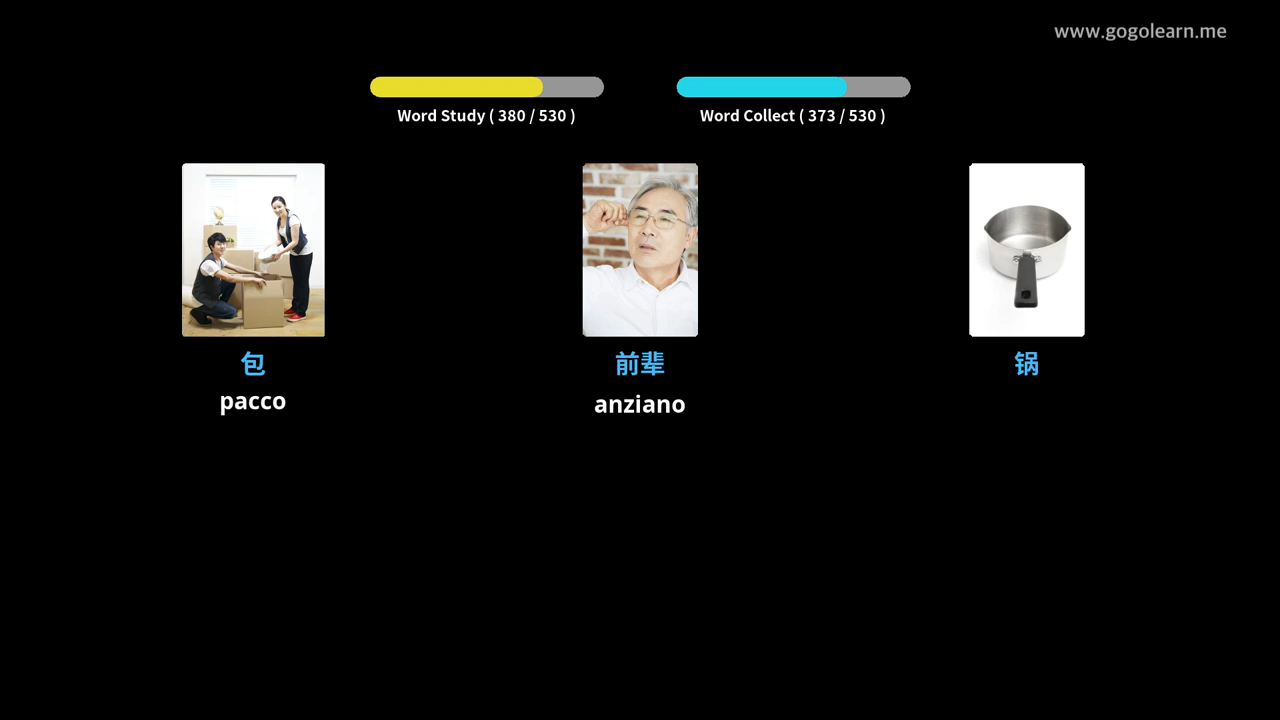 www.gogolearn.me
Word Study ( 380 / 530 )
Word Collect ( 373 / 530 )
包
前辈
锅
pacco
anziano